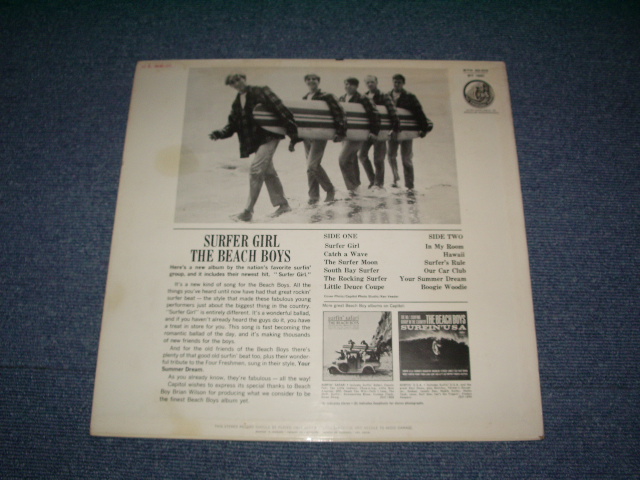 SURFER GIRL
THE BEACH BOYS
Here's a new album by the nation's favorite surfin'
group, and it includes their newest hit, "Surfer Girl."
It's a new kind of song for the Beach Boys. All the
things you've heard until now have had that great rockin'
surfer beat — the style that made these fabulous young
performers just about the biggest thing in the country.
"Surfer Girl" is entirely different. It's a wonderful ballad,
and if you haven't already heard the guys do it, you have
a treat in store for you. This song is fast becoming the
romantic ballad of the day, and it's making thousands
of new friends for the boys.
And for the old friends of the Beach Boys there's
plenty of that good old surfin' beat too, plus their wonder-
ful tribute to the Four Freshmen, sung in their style, Your
Summer Dream.
As you already know, they're fabulous — all the way!
Capitol wishes to express its special thanks to Beach
Boy Brian Wilson for producing what we consider to be
the finest Beach Boys album yet.
SIDE ONE
Surfer Girl
Catch a Wave
The Surfer Moon
South Bay Surfer
The Rocking Surfer
Little Deuce Coupe
SIDE TWO
In My Room
Hawaii
Surfer's Rule
Our Car Club
Your Summer Dream
Boogie Woodie
More great Beach Boy albums on Capitol
surfin' safari
THE BEACH BOYS
THE BEACH BOYS
SURFIN' USA